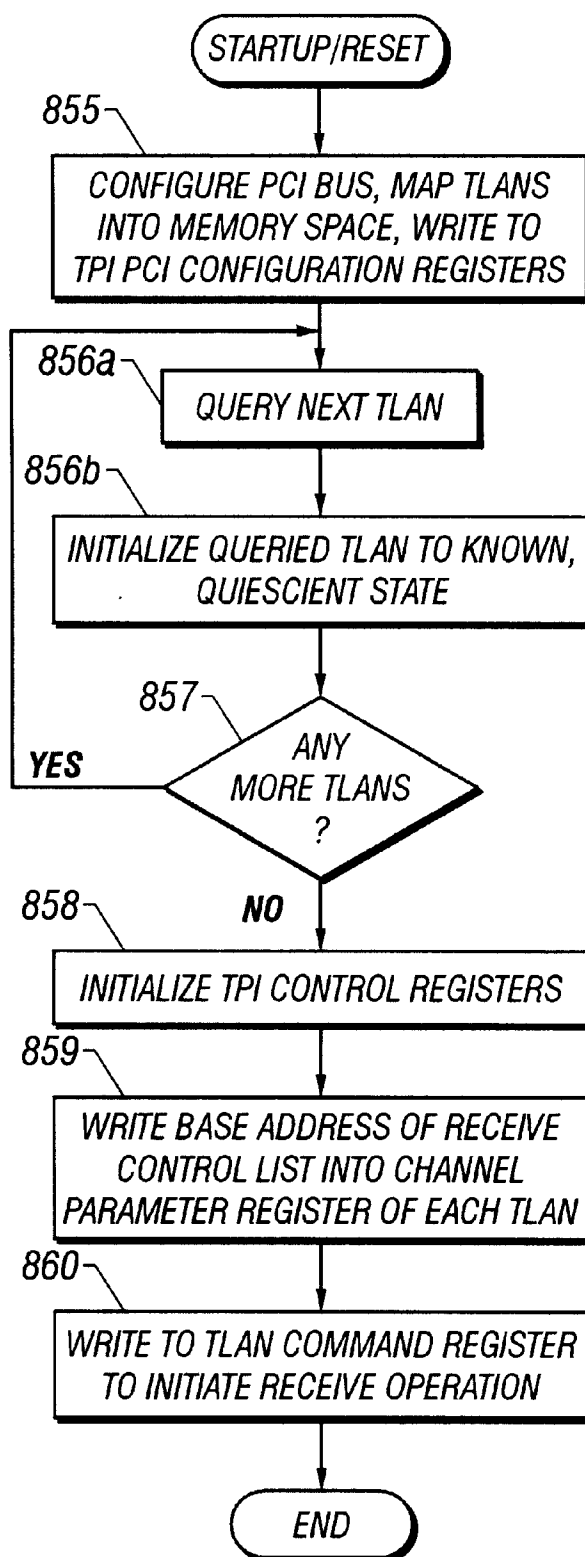 STARTUP/RESET
855
CONFIGURE PCI BUS, MAP TLANS
INTO MEMORY SPACE, WRITE TO
TPI PCI CONFIGURATION REGISTERS
856a
QUERY NEXT TLAN
856b
INITIALIZE QUERIED TLAN TO KNOWN,
QUIESCIENT STATE
857
ANY
MORE TLANS
?
YES
NO
858
INITIALIZE TPI CONTROL REGISTERS
859
WRITE BASE ADDRESS OF RECEIVE
CONTROL LIST INTO CHANNEL
PARAMETER REGISTER OF EACH TLAN
860
WRITE TO TLAN COMMAND REGISTER
TO INITIATE RECEIVE OPERATION
END